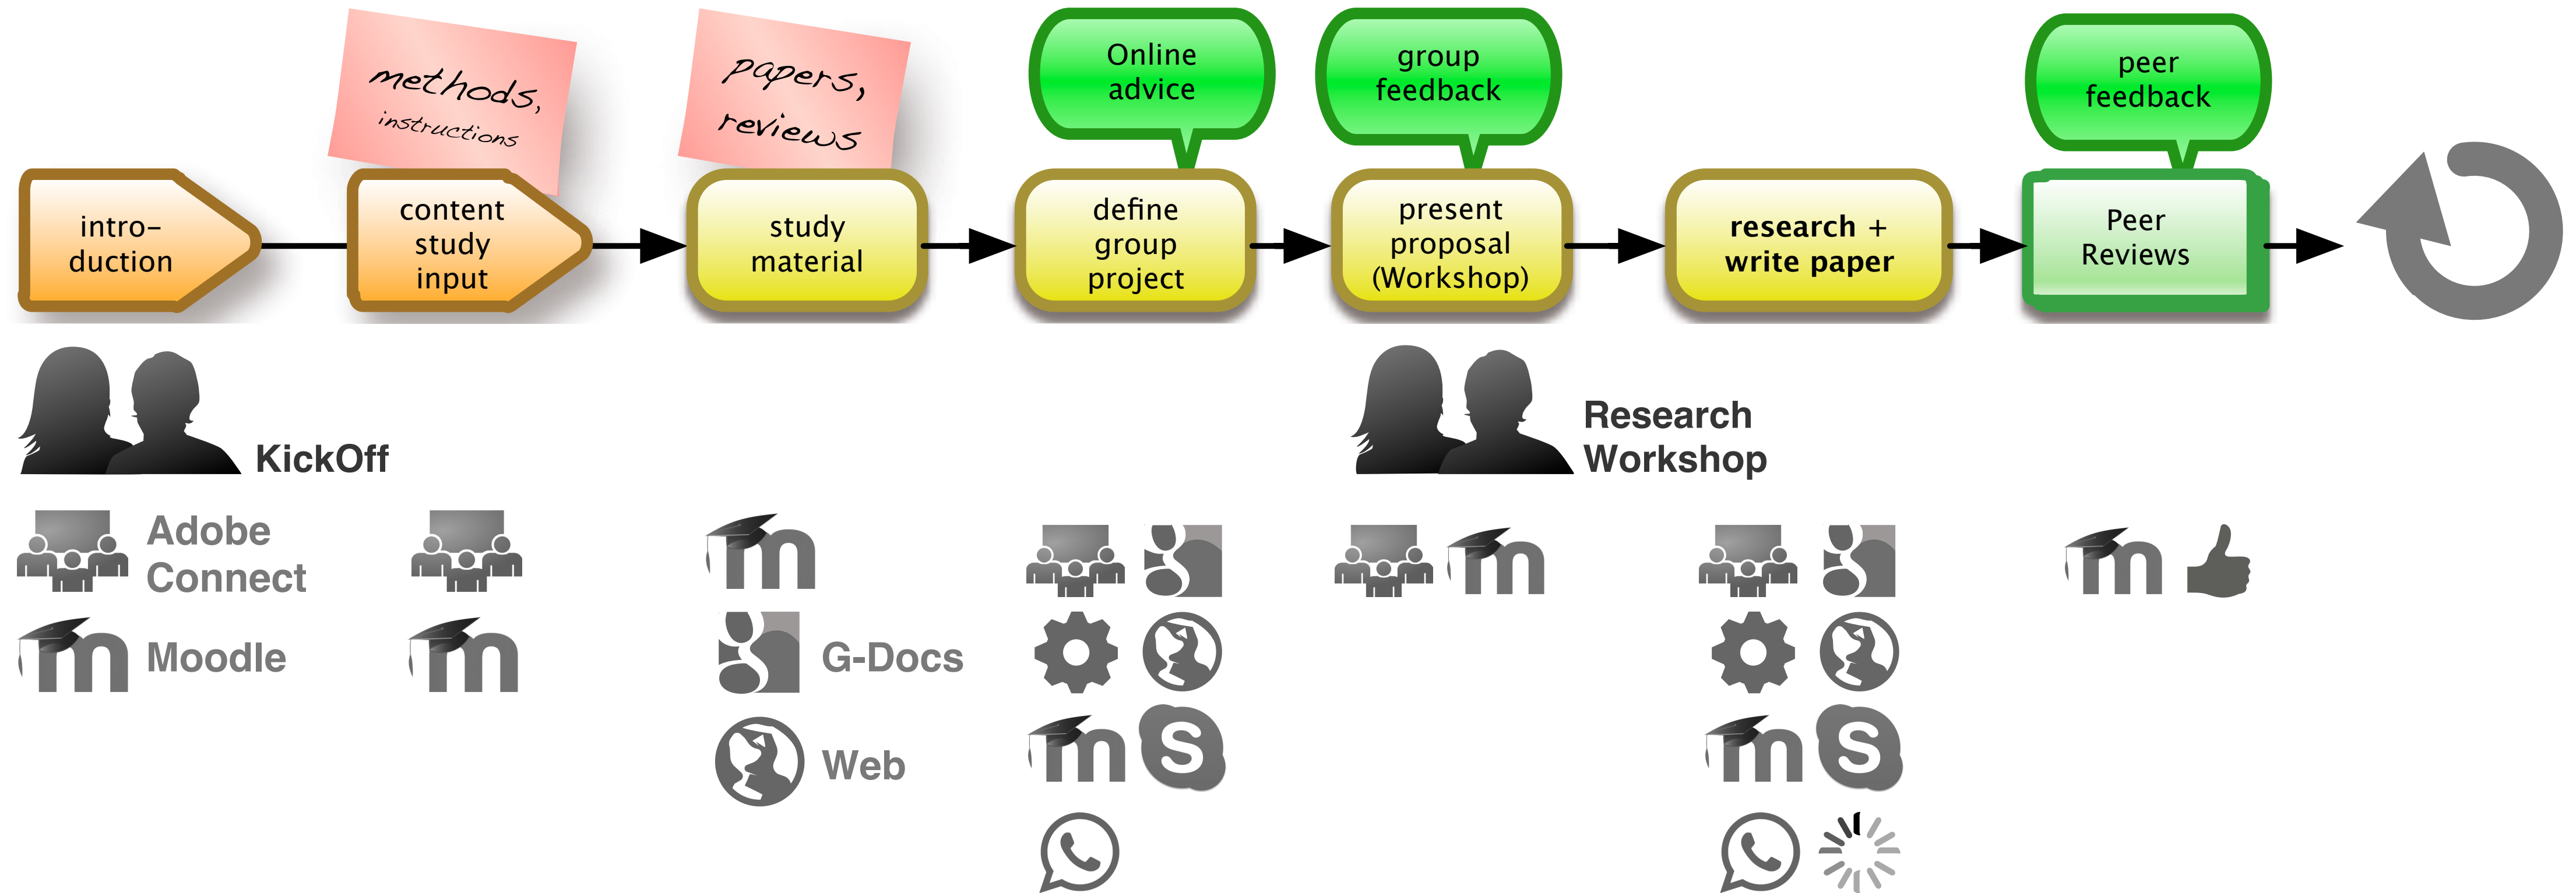 methods,
instructions
papers,
reviews
Online
advice
group
feedback
peer
feedback
intro-
duction
content
study
input
study
material
define
group
project
present
proposal
(Workshop)
research +
write paper
Peer
Reviews
KickOff
Research
Workshop
Adobe
Connect
Moodle
G-Docs
Web